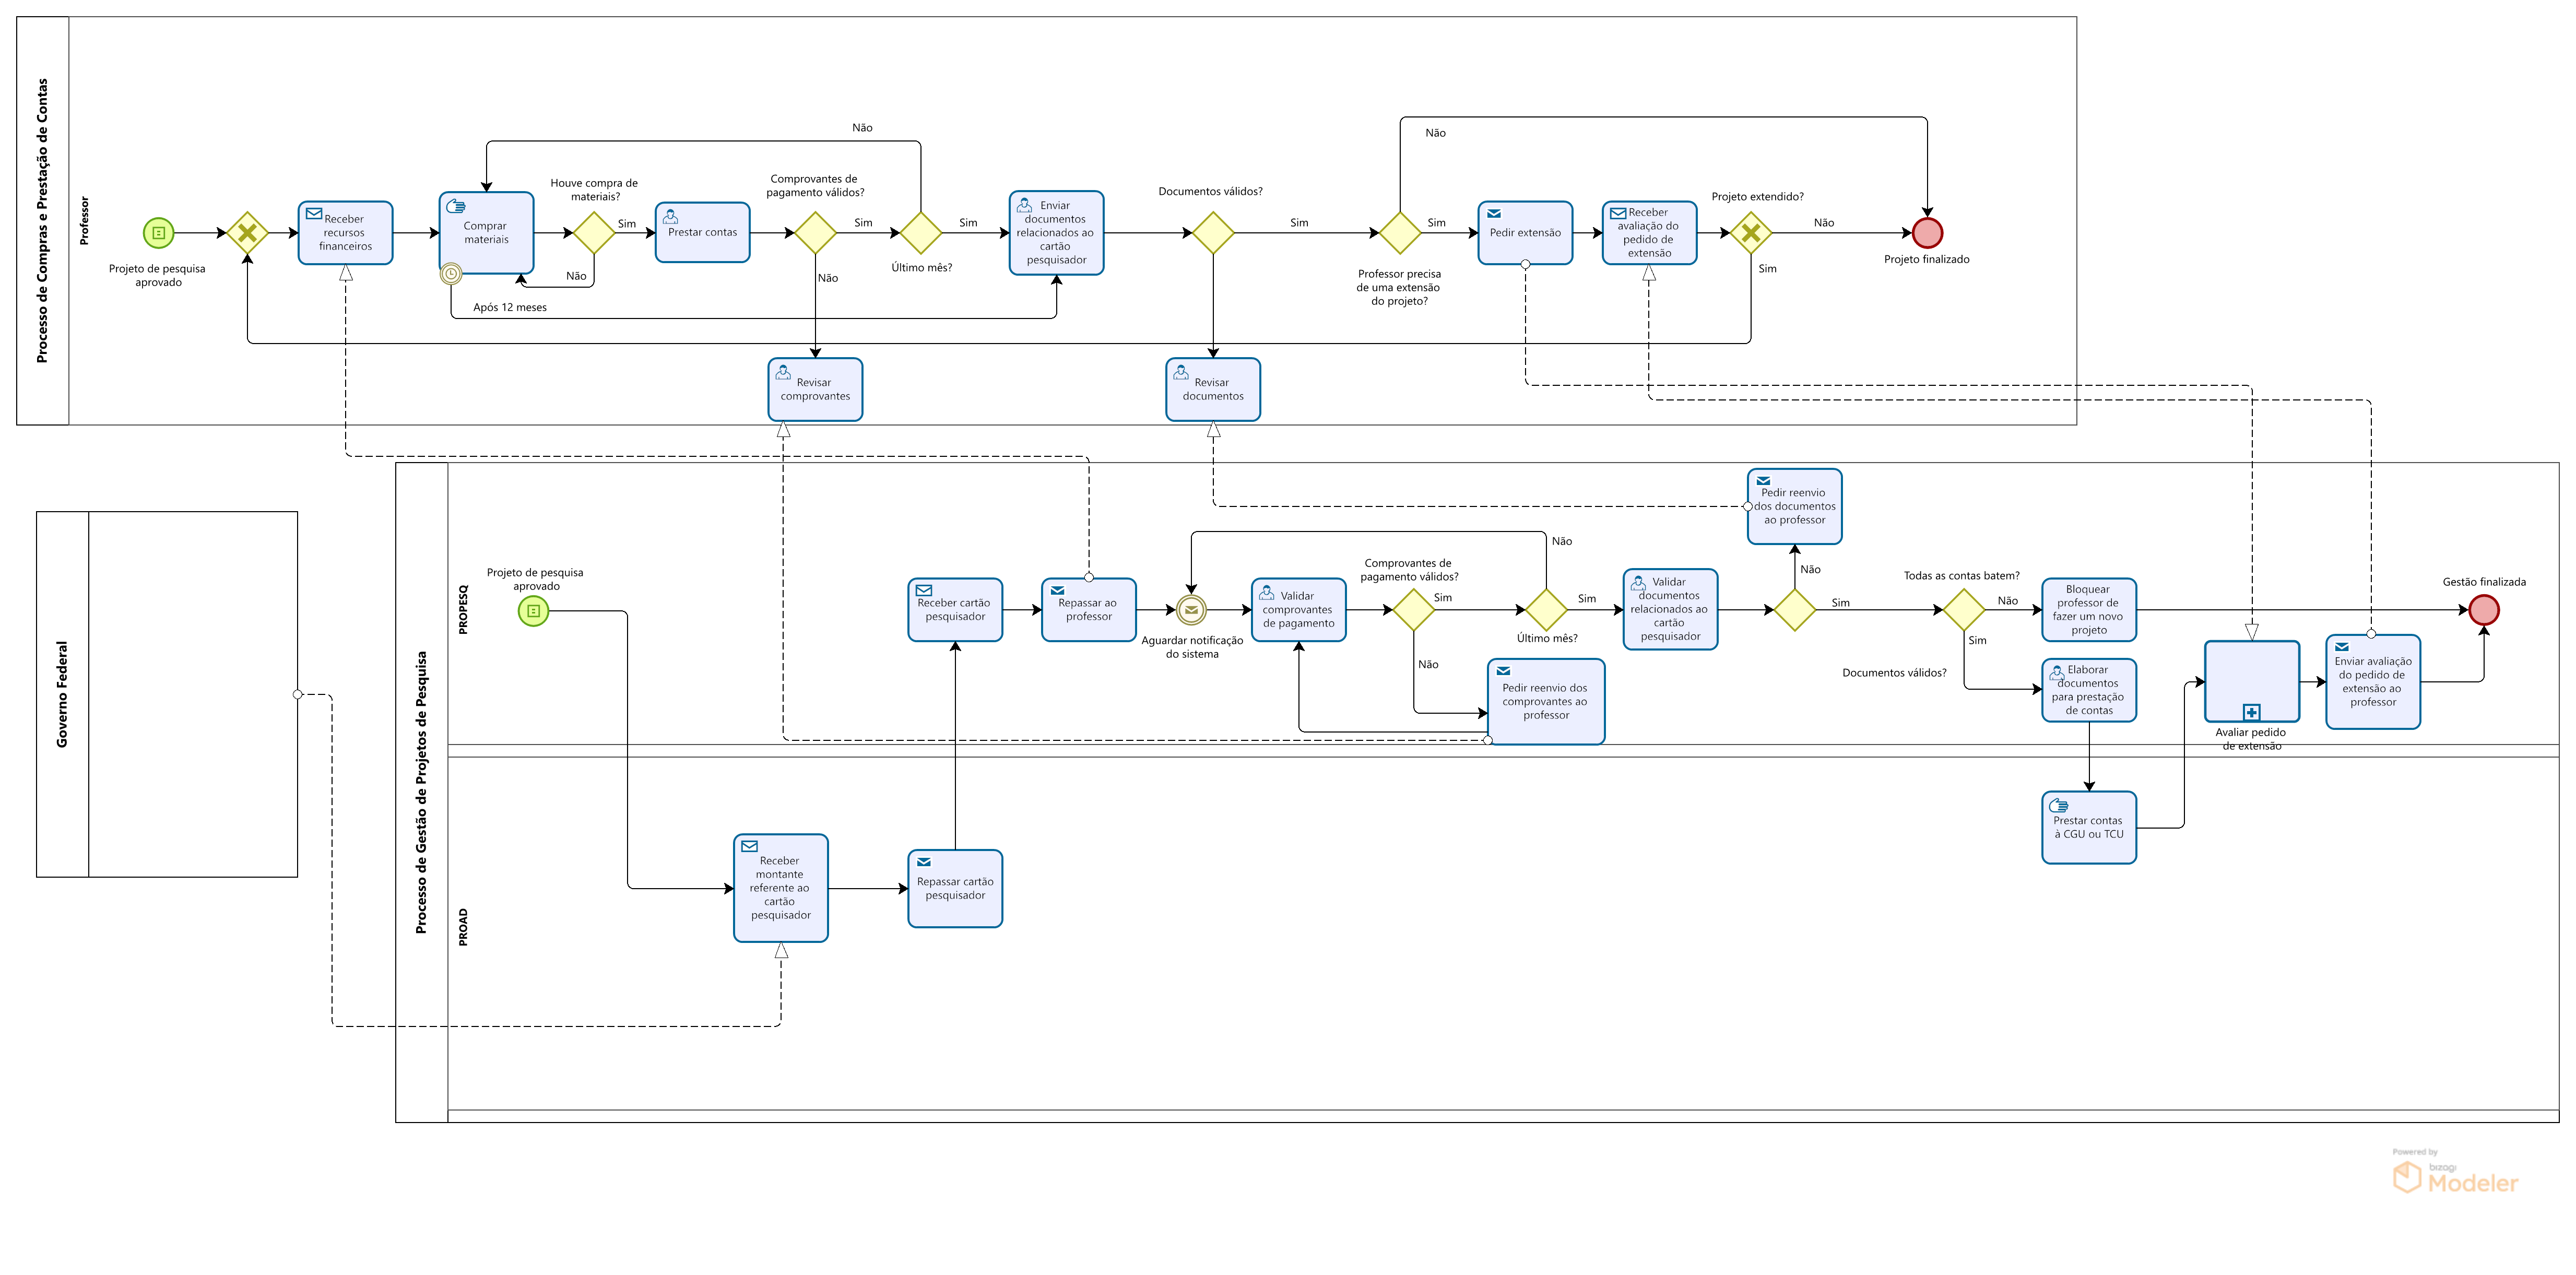 Processo de Compras e Prestação de Contas
Professor
Projeto de pesquisa
aprovado
Receber
recursos
financeiros
Comprar
materiais
Após 12 meses
Houve compra de
materiais?
Sim
Não
Prestar contas
Comprovantes de
pagamento válidos?
Sim
Não
Revisar
comprovantes
Não
Último mês?
Sim
Enviar
documentos
relacionados ao
cartão
pesquisador
Documentos válidos?
Sim
Revisar
documentos
Não
Professor precisa
de uma extensão
do projeto?
Sim
Pedir extensão
Receber
avaliação do
pedido de
extensão
Projeto extendido?
Não
Sim
Projeto finalizado
Governo Federal
Processo de Gestão de Projetos de Pesquisa
PROPESQ
Projeto de pesquisa
aprovado
Receber cartão
pesquisador
Repassar ao
professor
Aguardar notificação
do sistema
Validar
comprovantes
de pagamento
Comprovantes de
pagamento válidos?
Sim
Não
Pedir reenvio dos
comprovantes ao
professor
Não
Último mês?
Sim
Validar
documentos
relacionados ao
cartão
pesquisador
Pedir reenvio
dos documentos
ao professor
Não
Sim
Documentos válidos?
Todas as contas batem?
Não
Sim
Bloquear
professor de
fazer um novo
projeto
Elaborar
documentos
para prestação
de contas
Avaliar pedido
de extensão
Enviar avaliação
do pedido de
extensão ao
professor
Gestão finalizada
PROAD
Receber
montante
referente ao
cartão
pesquisador
Repassar cartão
pesquisador
Prestar contas
à CGU ou TCU
Powered by
bizagi
Modeler